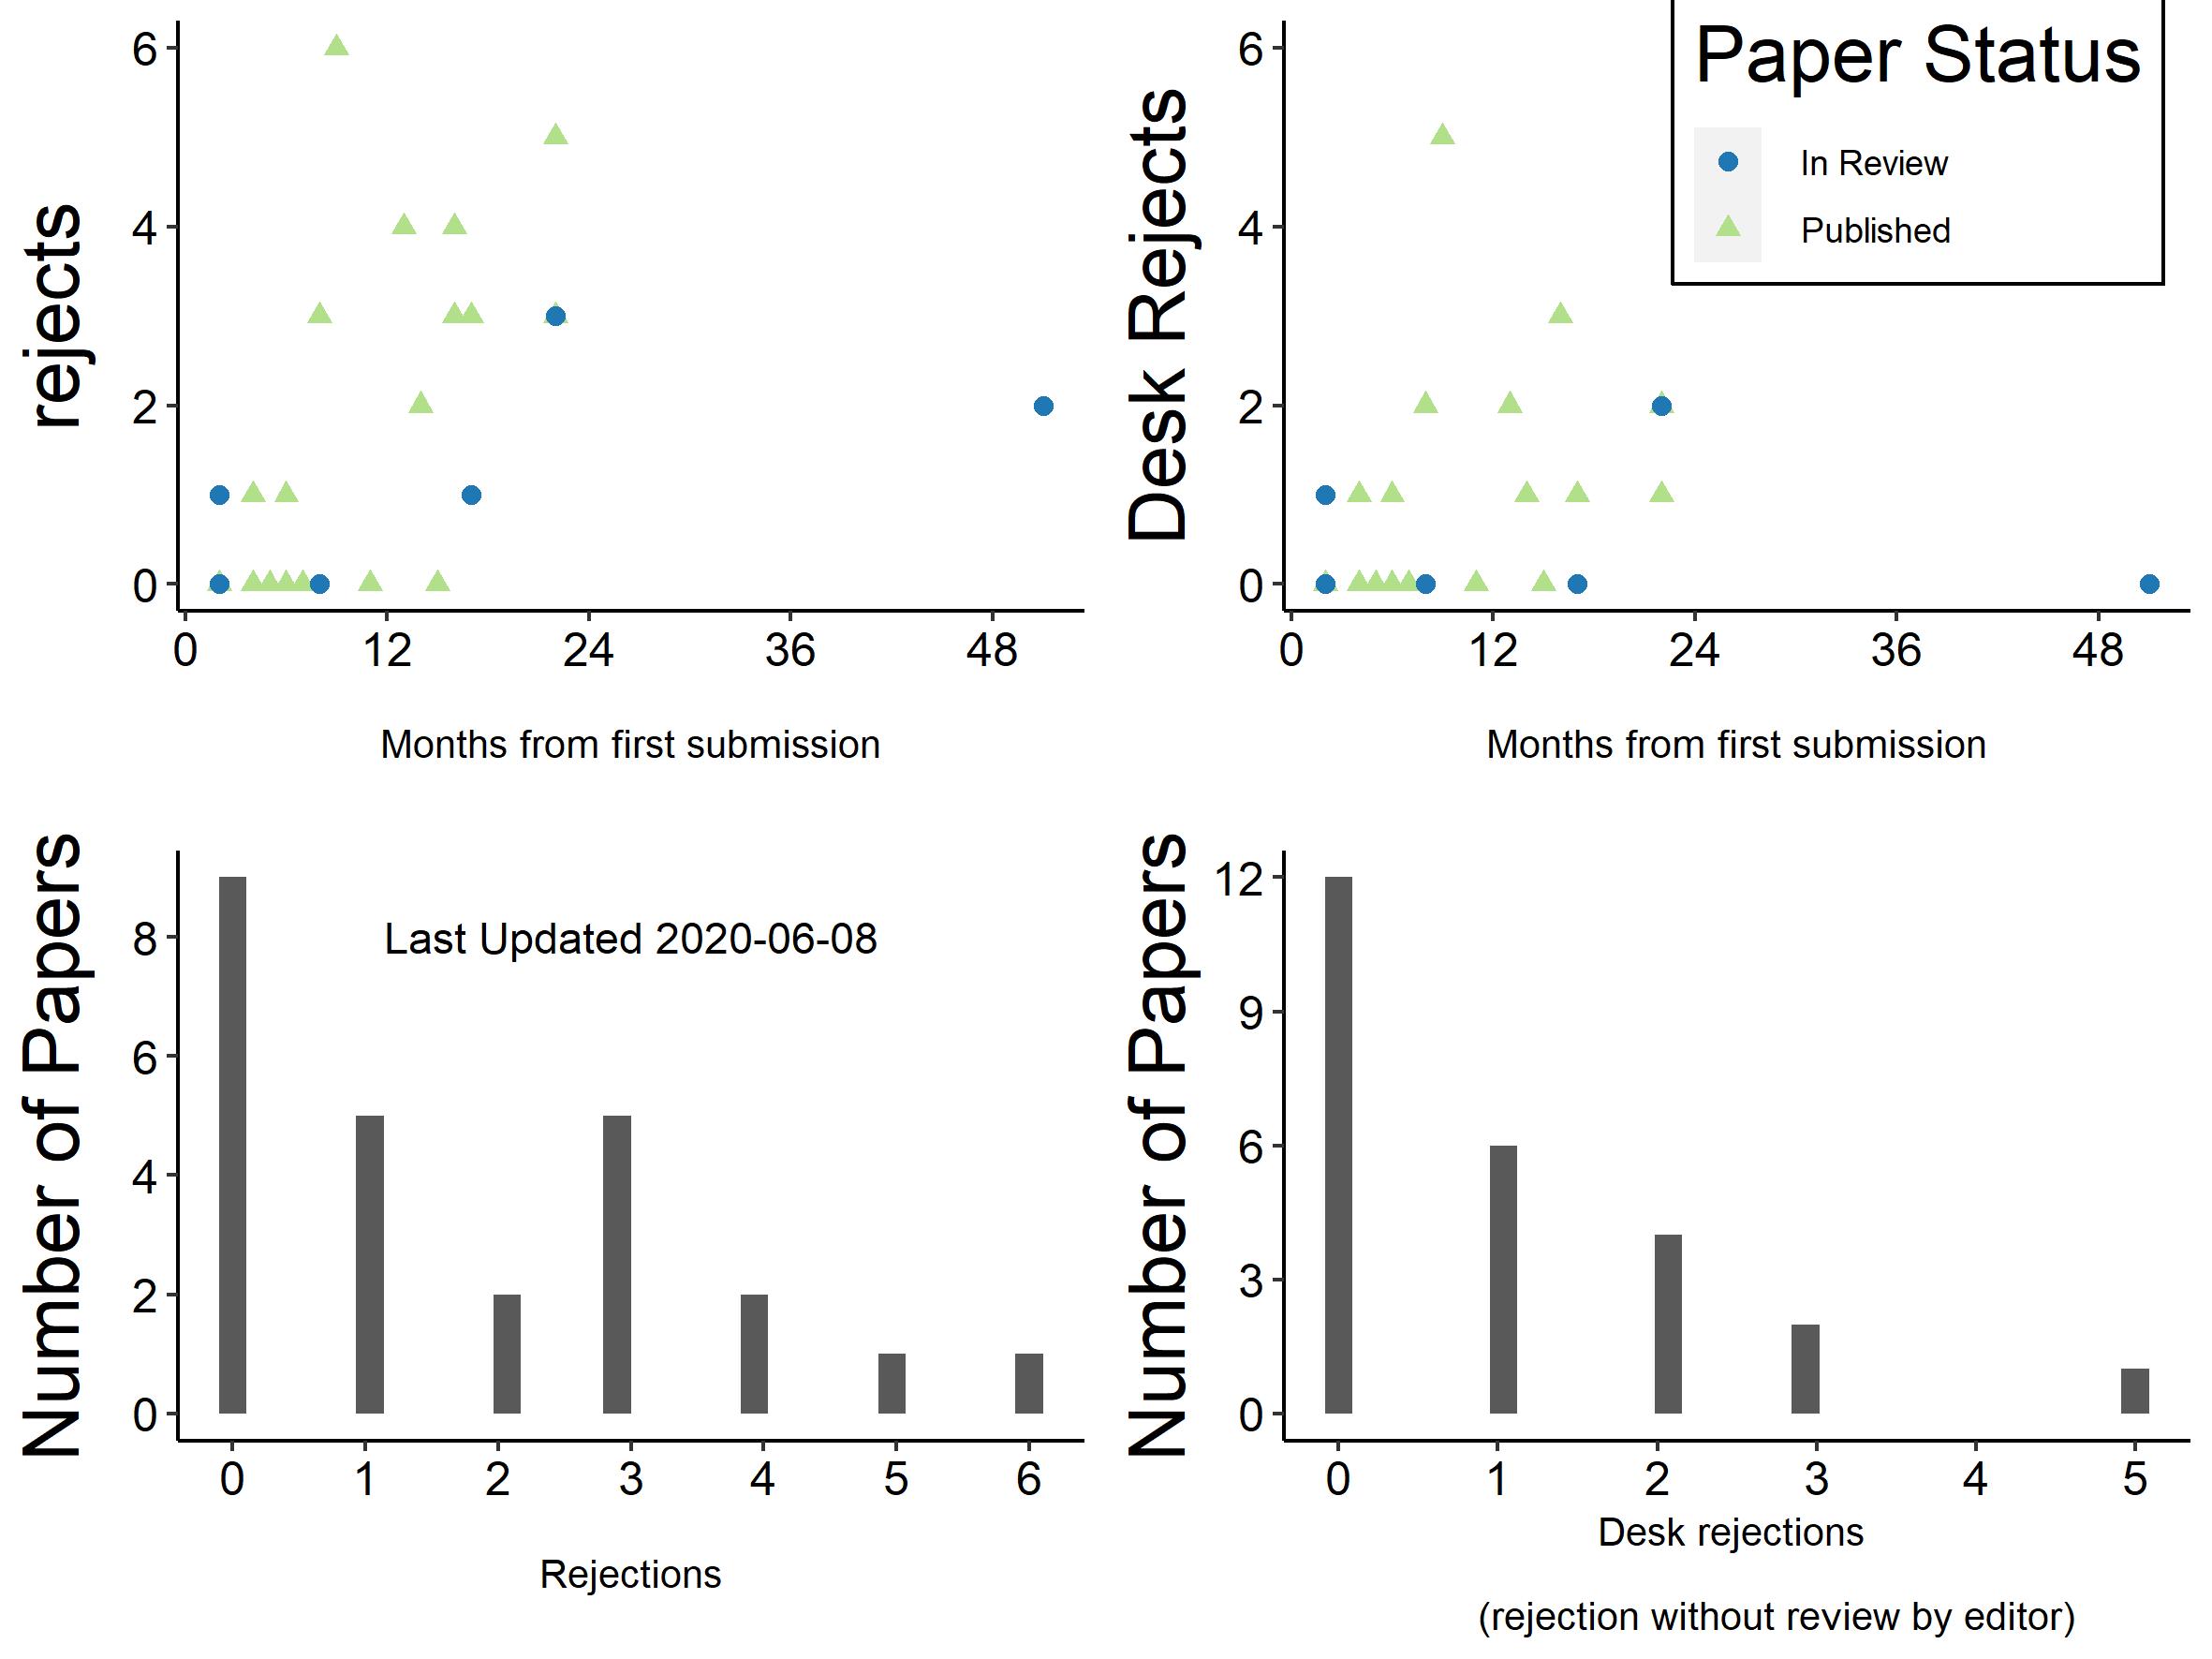 rejects
6
4
2
0
0 12 24 36 48
Months from first submission
Desk Rejects
6
4
2
0
0 12 24 36 48
Months from first submission
Paper Status
In Review
Published
Number of Papers
8
6
4
2
0
Last Updated 2020-06-08
0 1 2 3 4 5 6
Rejections
Number of Papers
12
9
6
3
0
0 1 2 3 4 5
Desk rejections
(rejection without review by editor)